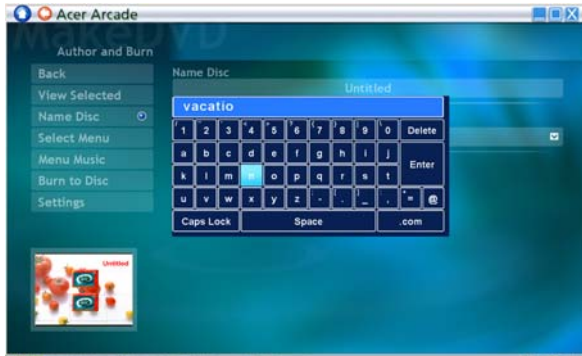 Acer Arcade
MakeDVD
Author and Burn
Back
View Selected
Name Disc
Select Menu
Menu Music
Burn to Disc
Settings
Untitled
Name Disc
Untitled
vacatio
1 2 3 4 5 6 7 8 9 0 Delete
a b c d e f g h i j
Enter
k l m n o p q r s t
u v w x y z - . _ , = @
Caps Lock Space .com